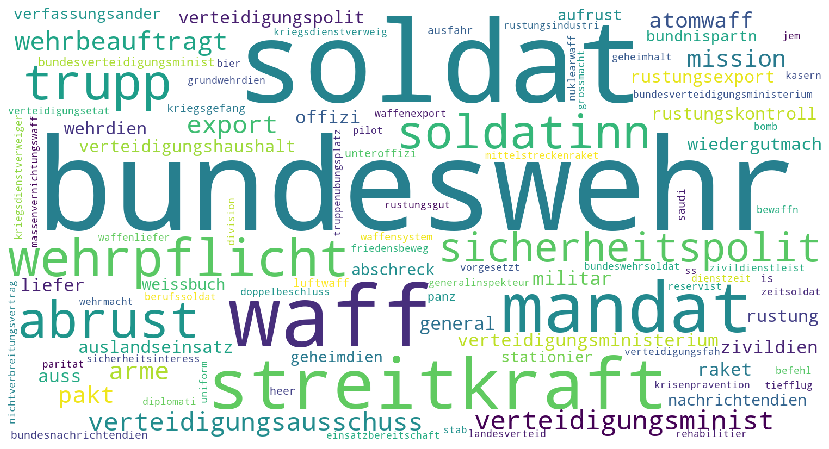 verfassungsander
verteidigungspolit
kriegsdienstverweig
ausfahr
aufrust
rustungsindustri
atomwaff
wehrbeauftragt
soldat
bundnispartn
jem
bundesverteidigungsminist
bier
geheimhalt
mission
trupp
grundwehrdien
nuklearwaff
grossmacht
rustungsexport
kasern
bundesverteidigungsministerium
verteidigungsetat
kriegsgefang
offizi
waffenexport
rustungskontroll
kriegsdienstverweiger
massenvernichtungswaff
wehrdien
export
pilot
soldatinn
bomb
verteidigungshaushalt
truppenubungsplatz
unteroffizi
mittelstreckenraket
wiedergutmach
bundeswehr
rustungsgut
saudi
bewaffn
division
waffenliefer
wehrpflicht
friedensbeweg
waffensystem
sicherheitspolit
nichtverbreitungsvertrag
liefer
weissbuch
luftwaff
abschreck
vorgesetzt
bundeswehrsoldat
ss
zivildienstleist
generalinspekteur
militar
dienstzeit
is
wehrmacht
berufssoldat
doppelbeschluss
panz
reservist
zeitsoldat
abrust
waff
general
mandat
rustung
auslandseinsatz
verteidigungsministerium
zivildien
paritat
sicherheitsinteress
geheimdien
stationier
verteidigungsfah
auss
arme
streitkraft
raket
befehl
pakt
diplomati
uniform
heer
krisenpravention
tiefflug
nachrichtendien
verteidigungsausschuss
verteidigungsminist
bundesnachrichtendien
einsatzbereitschaft
stab
landesverteid
rehabilitier